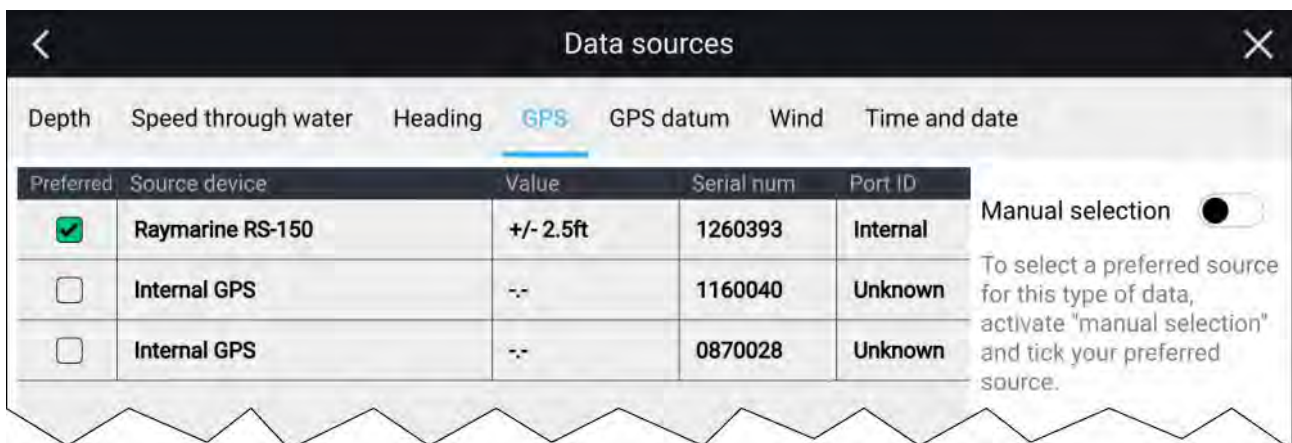 Data sources
Depth Speed through water Heading GPS GPS datum Wind Time and date
Preferred Source device Value Serial num Port ID
Raymarine RS-150 +/- 2.5ft 1260393 Internal
Internal GPS -.- 1160040 Unknown
Internal GPS -.- 0870028 Unknown
Manual selection
To select a preferred source
for this type of data,
activate "manual selection"
and tick your preferred
source.